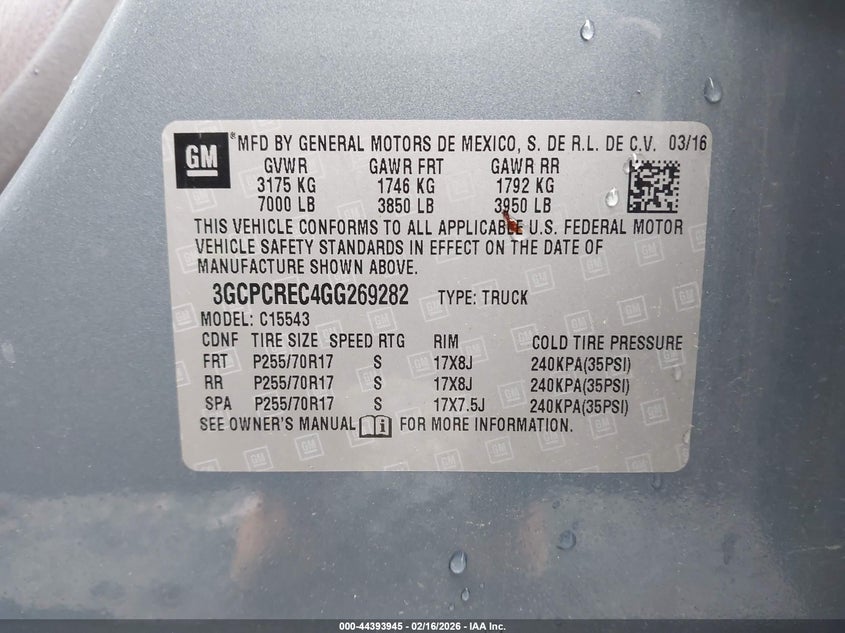 GM
® MFD BY GENERAL MOTORS DE MEXICO, S. DE R.L. DE C.V. 03/16
GVWR GAWR FRT GAWR RR
3175 KG 1746 KG 1792 KG
7000 LB 3850 LB 3950 LB
THIS VEHICLE CONFORMS TO ALL APPLICABLE U.S. FEDERAL MOTOR
VEHICLE SAFETY STANDARDS IN EFFECT ON THE DATE OF
MANUFACTURE SHOWN ABOVE.
3GCPCREC4GG269282 TYPE: TRUCK
MODEL: C15543
CDNF TIRE SIZE SPEED RTG RIM COLD TIRE PRESSURE
FRT P255/70R17 S 17X8J 240KPA(35PSI)
RR P255/70R17 S 17X8J 240KPA(35PSI)
SPA P255/70R17 S 17X7.5J 240KPA(35PSI)
SEE OWNER'S MANUAL i FOR MORE INFORMATION.
000-44393945 - 02/16/2026 - IAA Inc.